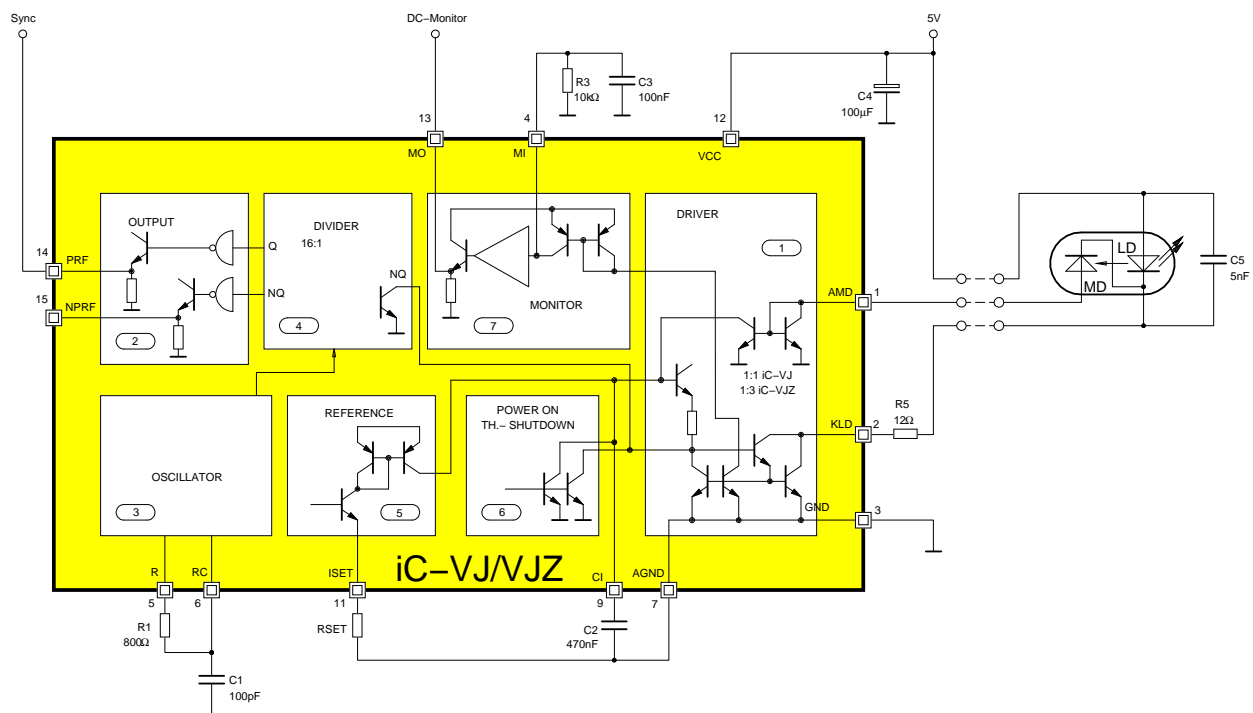 Sync
DC–Monitor
5V
R3
10kΩ
C3
100nF
C4
100µF
13
4
12
MO
MI
VCC
OUTPUT
DIVIDER
16:1
DRIVER
1
Q
14
PRF
LD
MD
C5
5nF
NQ
NQ
MONITOR
15
NPRF
AMD
1
2
4
7
1:1 iC–VJ
1:3 iC–VJZ
REFERENCE
POWER ON
TH.– SHUTDOWN
R5
12Ω
KLD
2
OSCILLATOR
3
5
6
GND
3
R
RC
ISET
iC–VJ/VJZ
CI
AGND
5
6
11
9
7
R1
800Ω
RSET
C2
470nF
C1
100pF